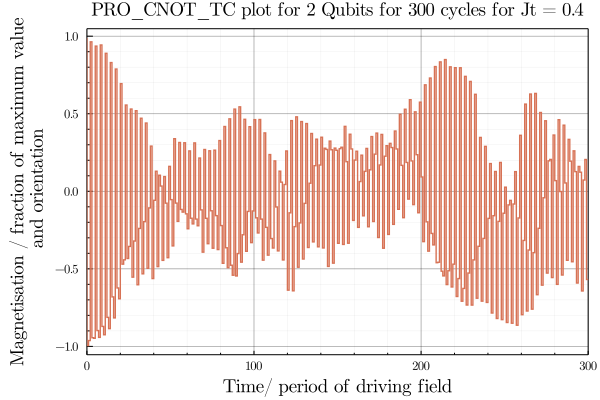 PRO_CNOT_TC plot for 2 Qubits for 300 cycles for Jt = 0.4
Magnetisation / fraction of maximum value
and orientation
1.0
0.5
0.0
−0.5
−1.0
0
100
200
300
Time/ period of driving field